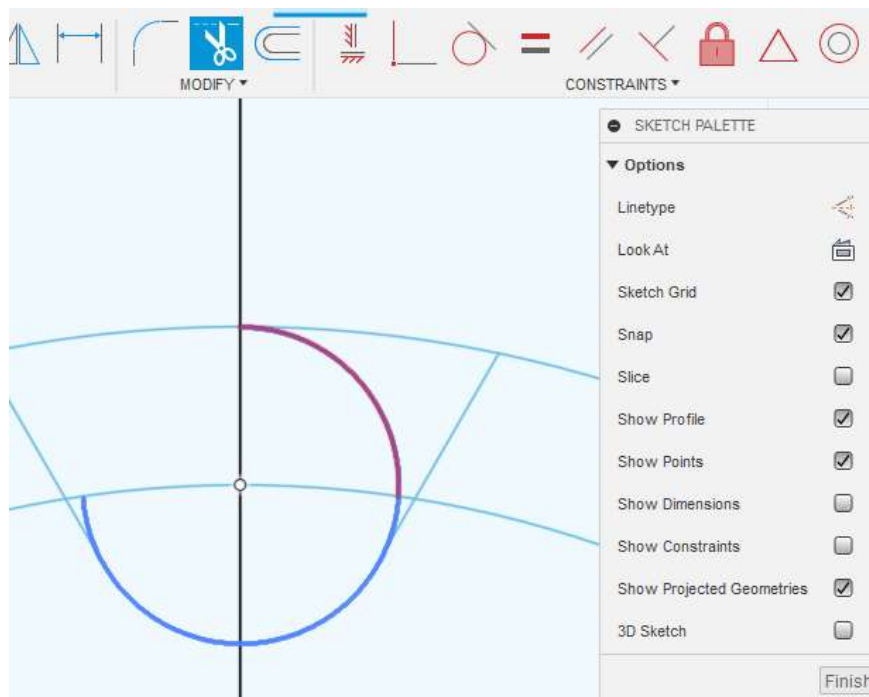 MODIFY ▾
CONSTRAINTS ▾
SKETCH PALETTE
▼ Options
Linetype
Look At
Sketch Grid
Snap
Slice
Show Profile
Show Points
Show Dimensions
Show Constraints
Show Projected Geometries
3D Sketch
Finish